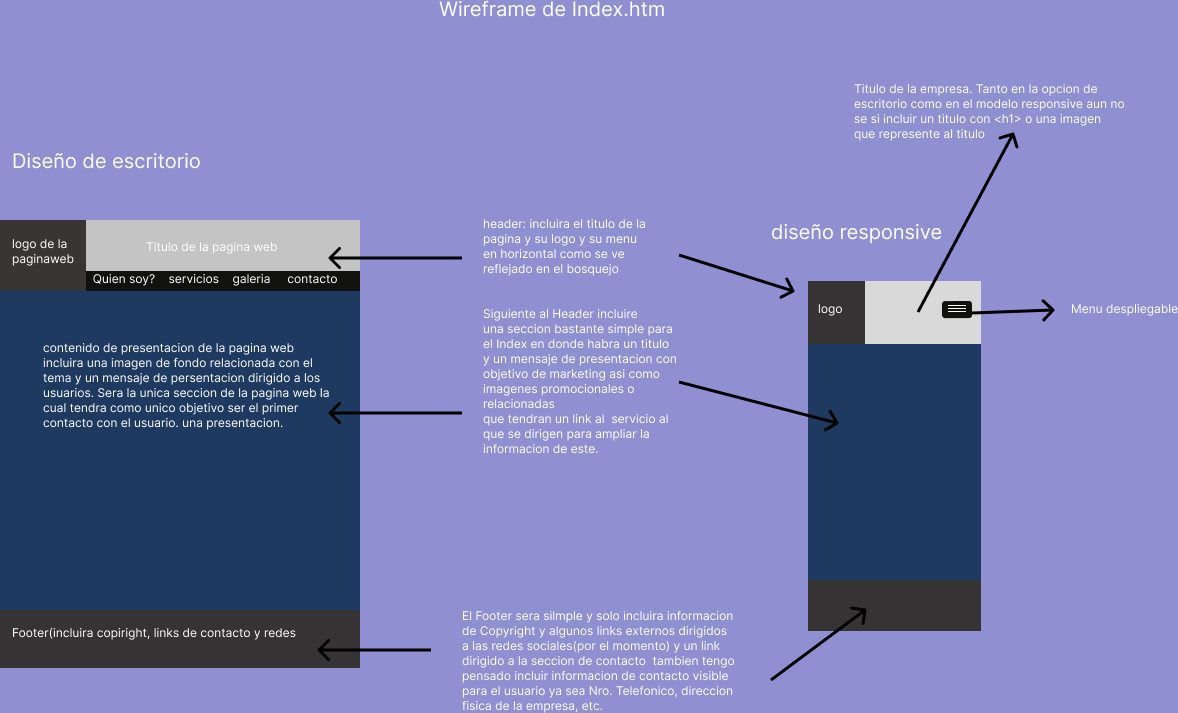 Wireframe de Index.htm
Titulo de la empresa. Tanto en la opcion de
escritorio como en el modelo responsive aun no
se si incluir un titulo con <h1> o una imagen
que represente al titulo
Diseño de escritorio
logo de la
paginaweb
Titulo de la pagina web
Quien soy? servicios galeria contacto
header: incluira el titulo de la
pagina y su logo y su menu
en horizontal como se ve
reflejado en el bosquejo
diseño responsive
logo
Menu despliegable
contenido de presentacion de la pagina web
incluira una imagen de fondo relacionada con el
tema y un mensaje de persentacion dirigido a los
usuarios. Sera la unica seccion de la pagina web la
cual tendra como unico objetivo ser el primer
contacto con el usuario. una presentacion.
Siguiente al Header incluire
una seccion bastante simple para
el Index en donde habra un titulo
y un mensaje de presentacion con
objetivo de marketing asi como
imagenes promocionales o
relacionadas
que tendran un link al servicio al
que se dirigen para ampliar la
informacion de este.
Footer(incluira copiright, links de contacto y redes
El Footer sera silmple y solo incluira informacion
de Copyright y algunos links externos dirigidos
a las redes sociales(por el momento) y un link
dirigido a la seccion de contacto tambien tengo
pensado incluir informacion de contacto visible
para el usuario ya sea Nro. Telefonico, direccion
fisica de la empresa, etc.